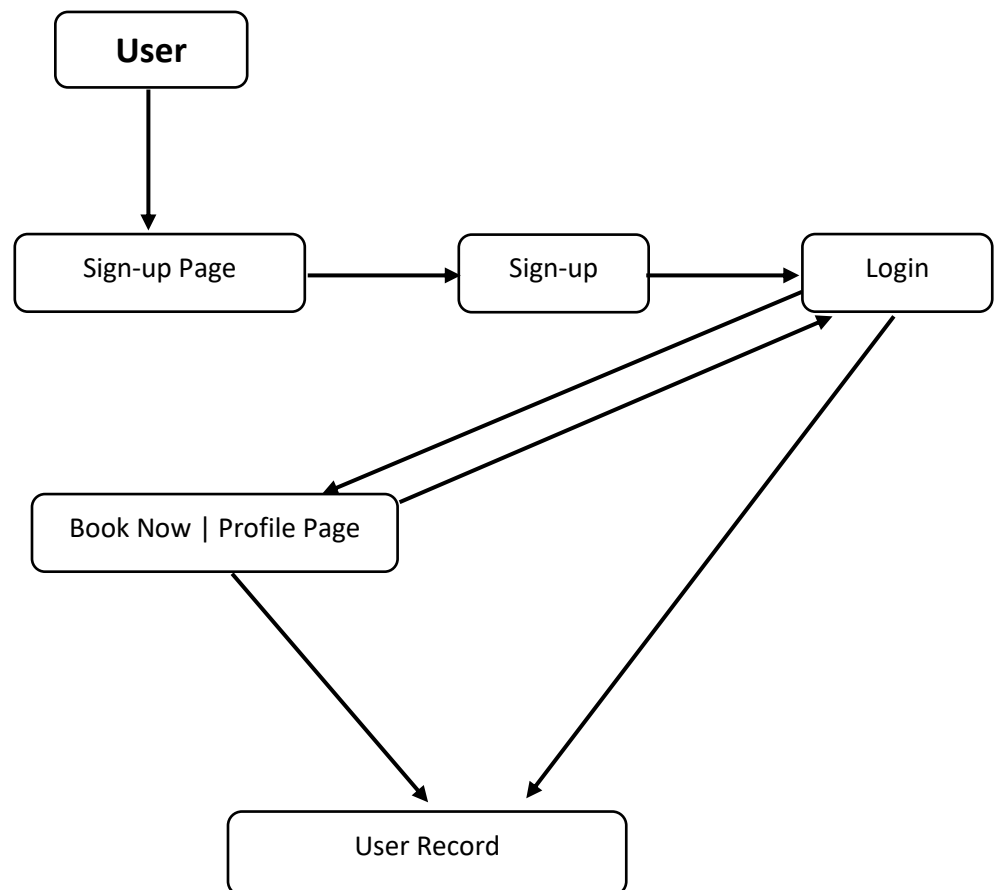 User
Sign-up Page
Sign-up
Login
Book Now | Profile Page
User Record